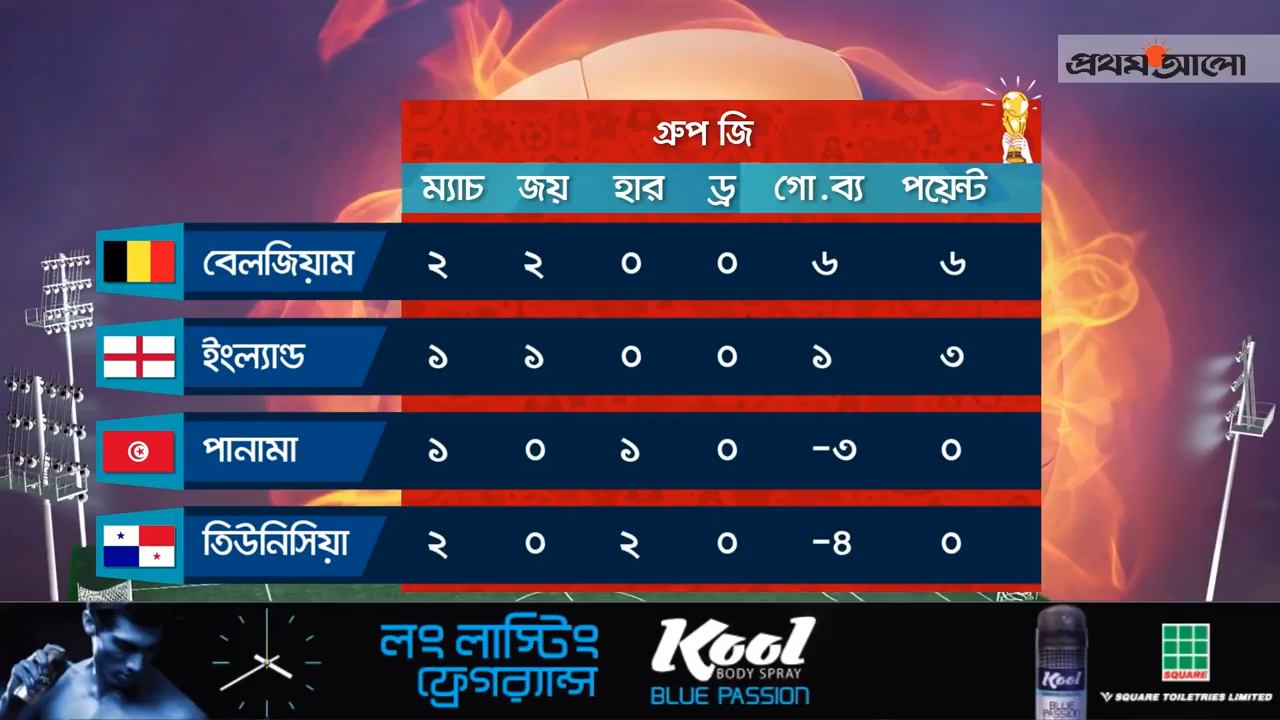 প্রথম আলো
গ্রুপ জি
ম্যাচ জয় হার ড্র গো.ব্য পয়েন্ট
বেলজিয়াম ২ ২ ০ ০ ৬ ৬
ইংল্যান্ড ১ ১ ০ ০ ১ ৩
পানামা ১ ০ ১ ০ -৩ ০
তিউনিসিয়া ২ ০ ২ ০ -৪ ০
লং লাস্টিং
ফ্রেগর‍্যান্স
Kool
BODY SPRAY
BLUE PASSION
Kool
BLUE PASSION
SQUARE
SQUARE TOILETRIES LIMITED